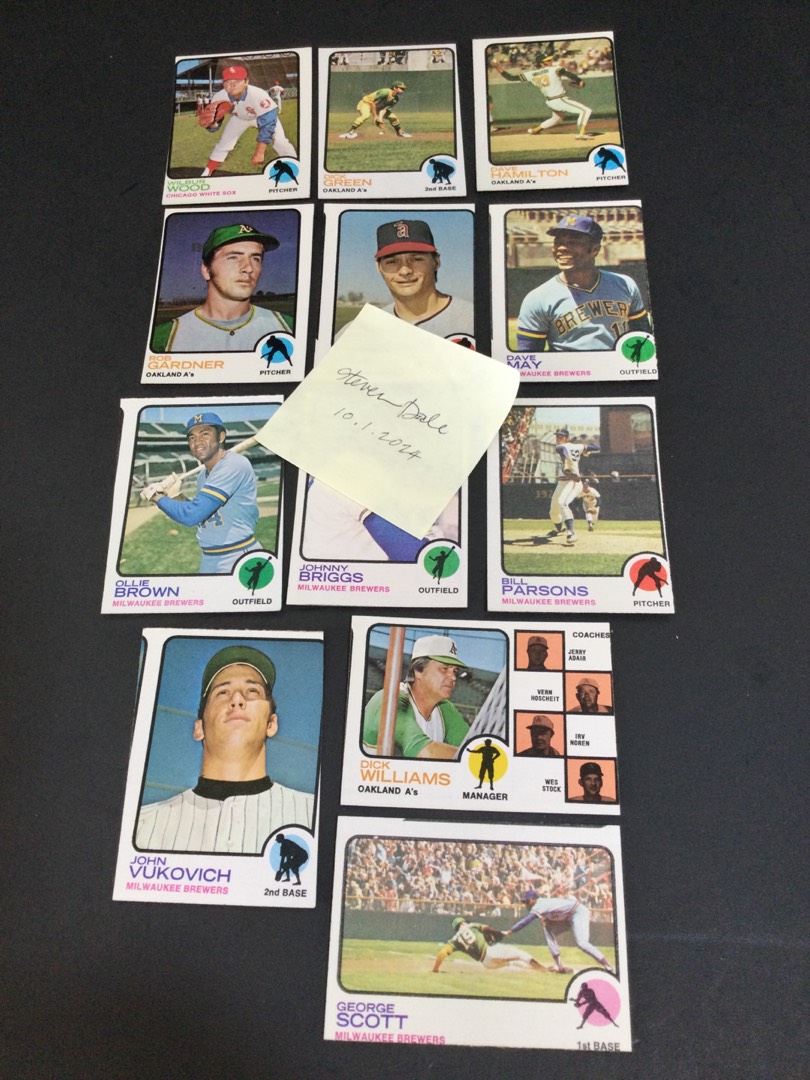 WILBUR
WOOD
CHICAGO WHITE SOX
PITCHER
DICK
GREEN
OAKLAND A's
2nd BASE
DAVE
HAMILTON
OAKLAND A's
PITCHER
ROB
GARDNER
OAKLAND A's
PITCHER
a
BREWER
DAVE
MAY
MILWAUKEE BREWERS
OUTFIELD
Steven Dale
10.1.2024
M
OLLIE
BROWN
MILWAUKEE BREWERS
OUTFIELD
JOHNNY
BRIGGS
MILWAUKEE BREWERS
OUTFIELD
BILL
PARSONS
MILWAUKEE BREWERS
PITCHER
JOHN
VUKOVICH
MILWAUKEE BREWERS
2nd BASE
DICK
WILLIAMS
OAKLAND A's
MANAGER
COACHES
JERRY
ADAIR
VERN
HOSCHEIT
IRV
NOREN
WES
STOCK
19
GEORGE
SCOTT
MILWAUKEE BREWERS
1st BASE